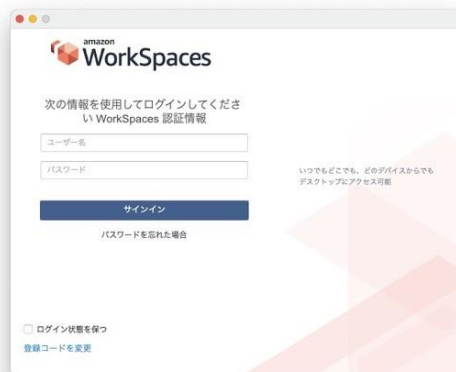 amazon
WorkSpaces
次の情報を使用してログインしてくださ
い WorkSpaces 認証情報
ユーザー名
パスワード
サインイン
パスワードを忘れた場合
いつでもどこでも、どのデバイスからでも
デスクトップにアクセス可能
ログイン状態を保つ
登録コードを変更